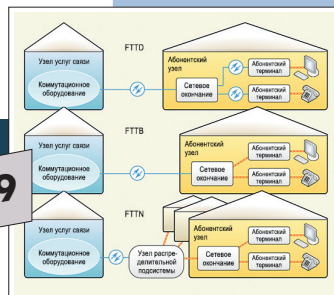 FTTD
Узел услуг связи
Коммутационное
оборудование
Абонентский
узел
Сетевое
окончание
Абонентский
терминал
Абонентский
терминал
FTTB
Узел услуг связи
Коммутационное
оборудование
Абонентский
узел
Сетевое
окончание
Абонентский
терминал
Абонентский
терминал
9
FTTN
Узел услуг связи
Коммутационное
оборудование
Узел распре-
делительной
подсистемы
Абонентский
узел
Сетевое
окончание
Абонентский
терминал
Абонентский
терминал